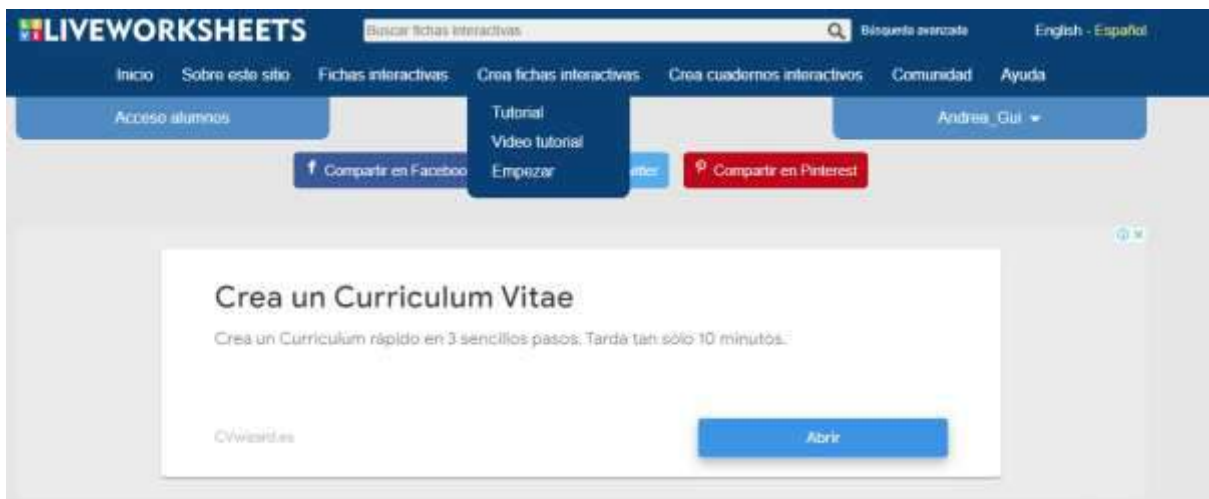 LIVEWORKSHEETS
Buscar fichas interactivas
Búsqueda avanzada
English - Español
Inicio Sobre este sitio Fichas interactivas Crea fichas interactivas Crea cuadernos interactivos Comunidad Ayuda
Acceso alumnos
Tutorial
Video tutorial
Empezar
Andrea_Gui
Compartir en Faceboo
itter
Compartir en Pinterest
Crea un Curriculum Vitae
Crea un Curriculum rápido en 3 sencillos pasos. Tarda tan sólo 10 minutos.
CVwizard.es
Abrir